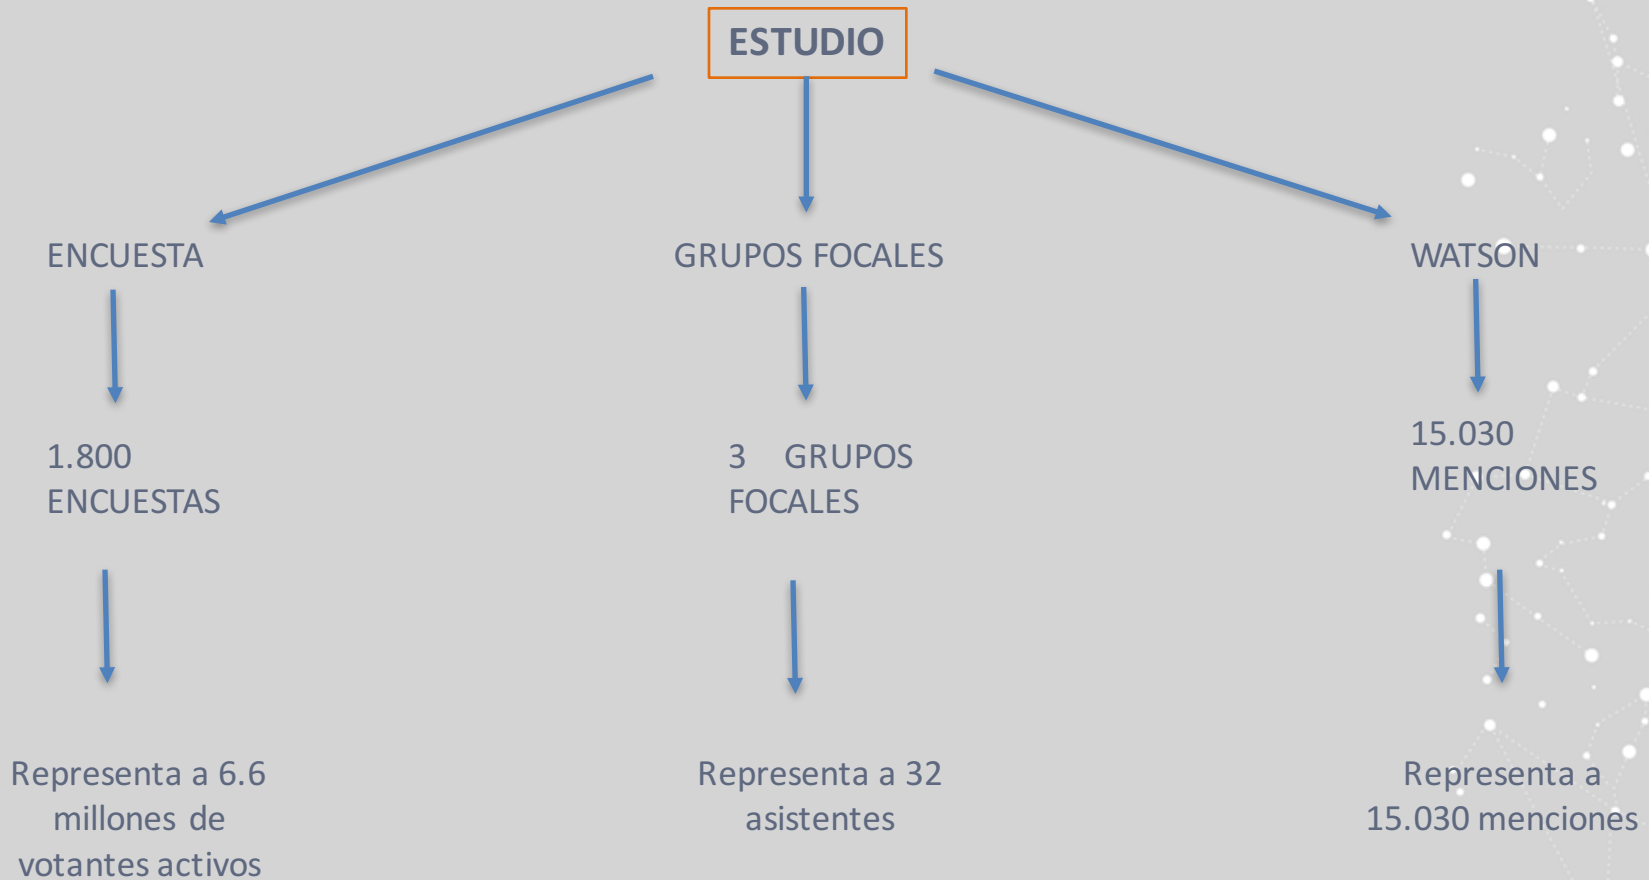 ESTUDIO
ENCUESTA
GRUPOS FOCALES
WATSON
1.800
ENCUESTAS
3 GRUPOS
FOCALES
15.030
MENCIONES
Representa a 6.6
millones de
votantes activos
Representa a 32
asistentes
Representa a
15.030 menciones